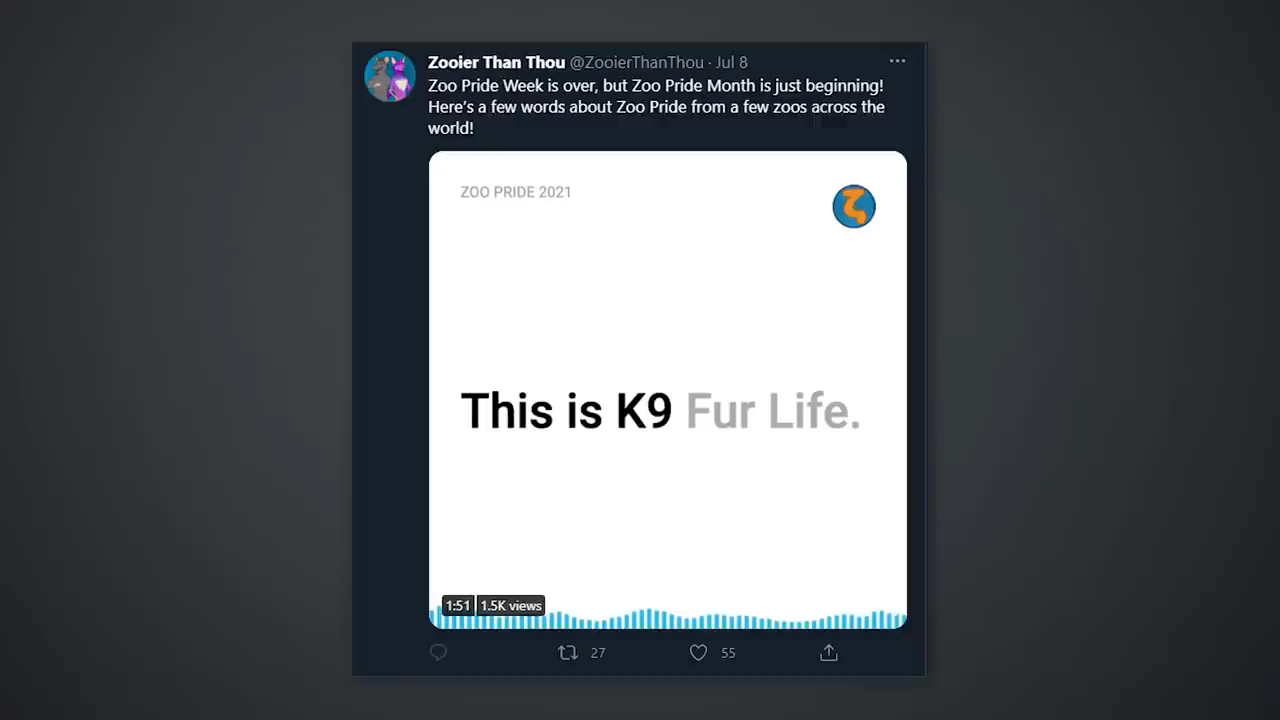 Zooier Than Thou @ZooierThanThou · Jul 8
Zoo Pride Week is over, but Zoo Pride Month is just beginning!
Here's a few words about Zoo Pride from a few zoos across the
world!
ZOO PRIDE 2021
This is K9 Fur Life.
1:51 1.5K views
27 55